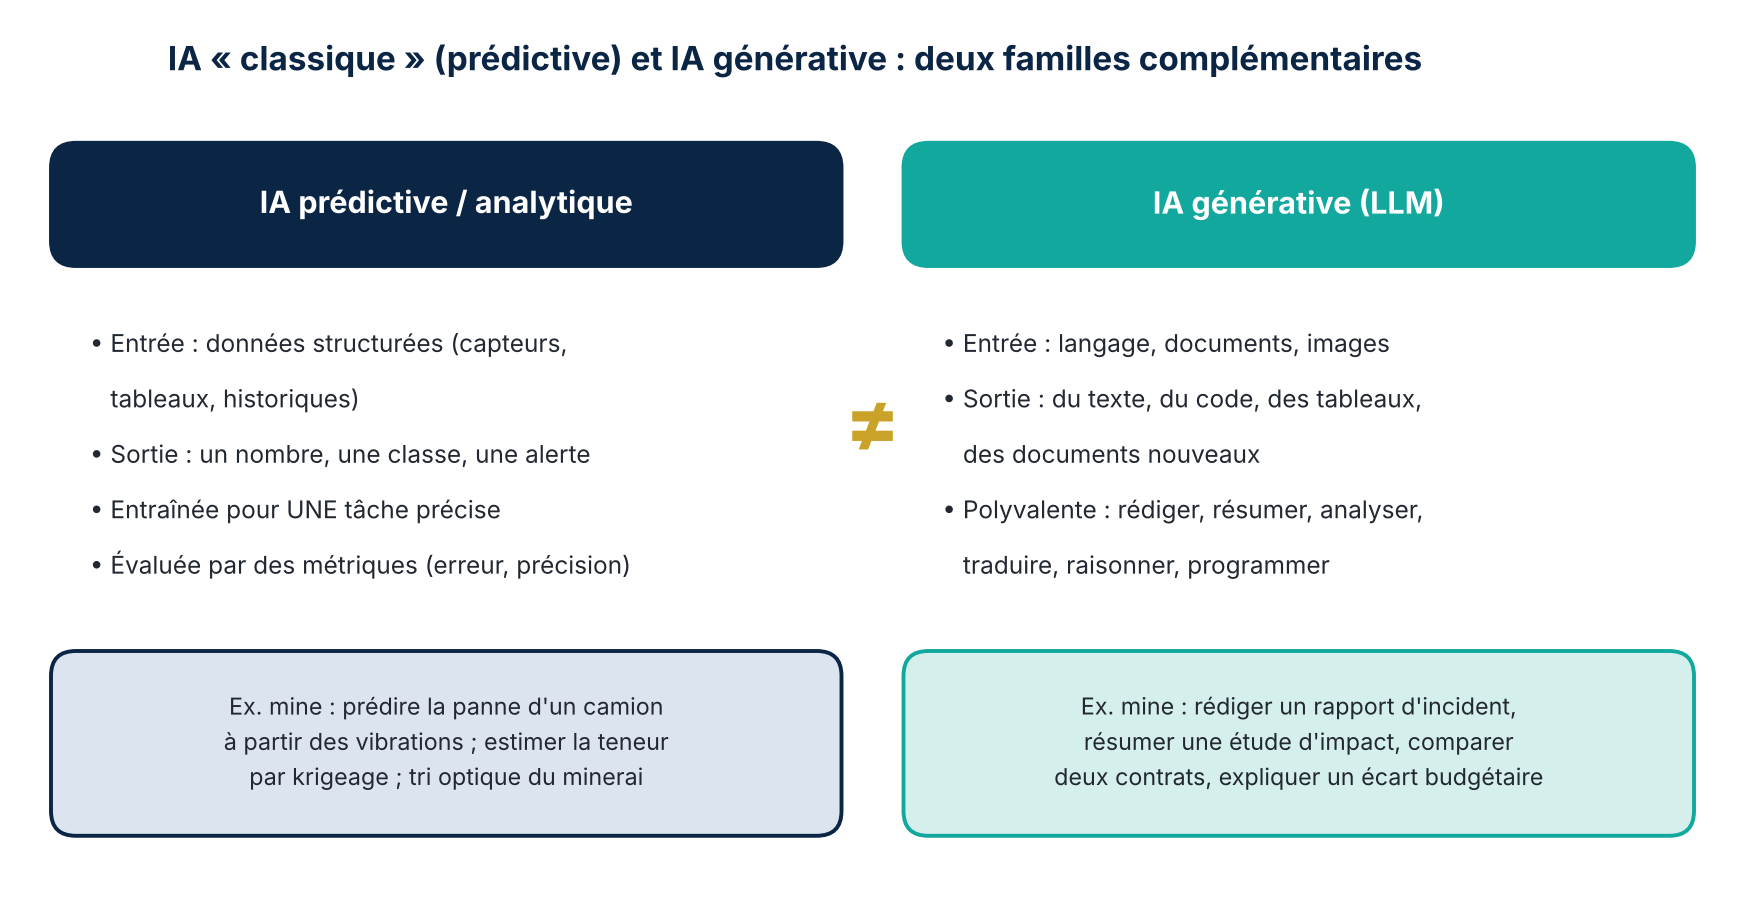 IA « classique » (prédictive) et IA générative : deux familles complémentaires
IA prédictive / analytique
• Entrée : données structurées (capteurs,
tableaux, historiques)
• Sortie : un nombre, une classe, une alerte
• Entraînée pour UNE tâche précise
• Évaluée par des métriques (erreur, précision)
Ex. mine : prédire la panne d'un camion
à partir des vibrations ; estimer la teneur
par krigeage ; tri optique du minerai
≠
IA générative (LLM)
• Entrée : langage, documents, images
• Sortie : du texte, du code, des tableaux,
des documents nouveaux
• Polyvalente : rédiger, résumer, analyser,
traduire, raisonner, programmer
Ex. mine : rédiger un rapport d'incident,
résumer une étude d'impact, comparer
deux contrats, expliquer un écart budgétaire